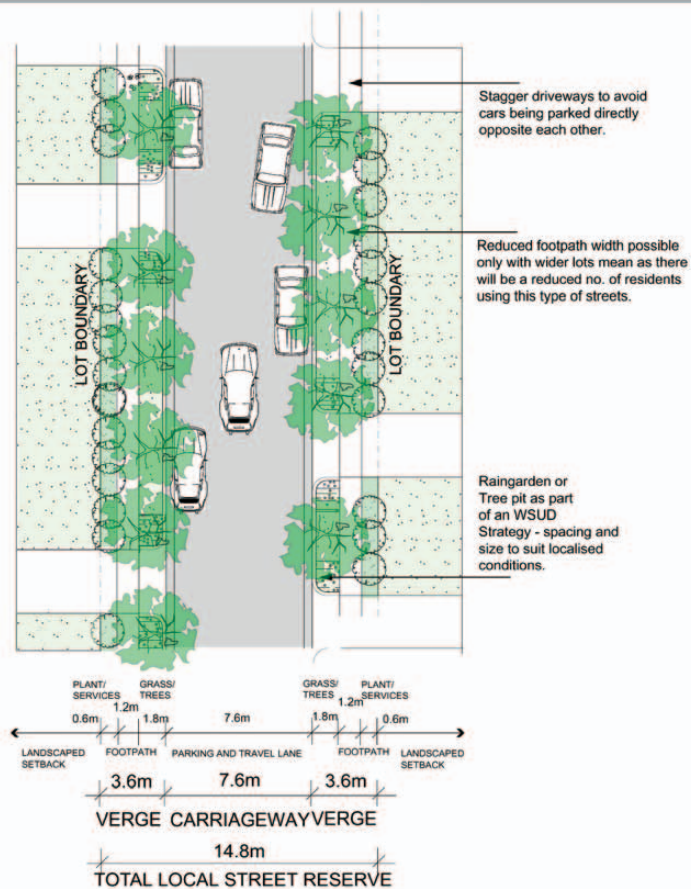 Stagger driveways to avoid
cars being parked directly
opposite each other.
Reduced footpath width possible
only with wider lots mean as there
will be a reduced no. of residents
using this type of streets.
LOT BOUNDARY
LOT BOUNDARY
Raingarden or
Tree pit as part
of an WSUD
Strategy - spacing and
size to suit localised
conditions.
PLANT/
SERVICES
GRASS/
TREES
GRASS/
TREES
PLANT/
SERVICES
0.6m
1.2m
1.8m
7.6m
1.8m
1.2m
0.6m
LANDSCAPED
SETBACK
FOOTPATH
PARKING AND TRAVEL LANE
FOOTPATH
LANDSCAPED
SETBACK
3.6m
7.6m
3.6m
VERGE
CARRIAGEWAY
VERGE
14.8m
TOTAL LOCAL STREET RESERVE